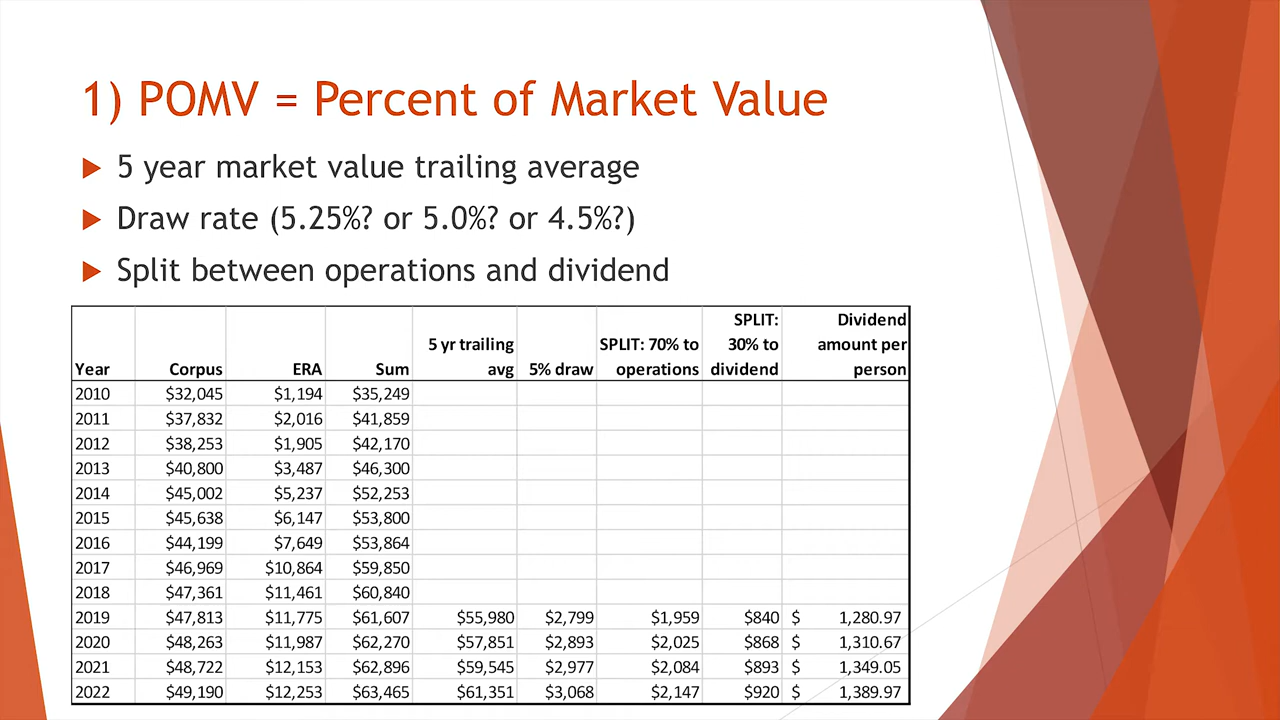 1) POMV = Percent of Market Value
5 year market value trailing average
Draw rate (5.25%? or 5.0%? or 4.5%?)
Split between operations and dividend
SPLIT: Dividend
5 yr trailing SPLIT: 70% to 30% to amount per
Year Corpus ERA Sum avg 5% draw operations dividend person
2010 $32,045 $1,194 $35,249
2011 $37,832 $2,016 $41,859
2012 $38,253 $1,905 $42,170
2013 $40,800 $3,487 $46,300
2014 $45,002 $5,237 $52,253
2015 $45,638 $6,147 $53,800
2016 $44,199 $7,649 $53,864
2017 $46,969 $10,864 $59,850
2018 $47,361 $11,461 $60,840
2019 $47,813 $11,775 $61,607 $55,980 $2,799 $1,959 $840 $ 1,280.97
2020 $48,263 $11,987 $62,270 $57,851 $2,893 $2,025 $868 $ 1,310.67
2021 $48,722 $12,153 $62,896 $59,545 $2,977 $2,084 $893 $ 1,349.05
2022 $49,190 $12,253 $63,465 $61,351 $3,068 $2,147 $920 $ 1,389.97